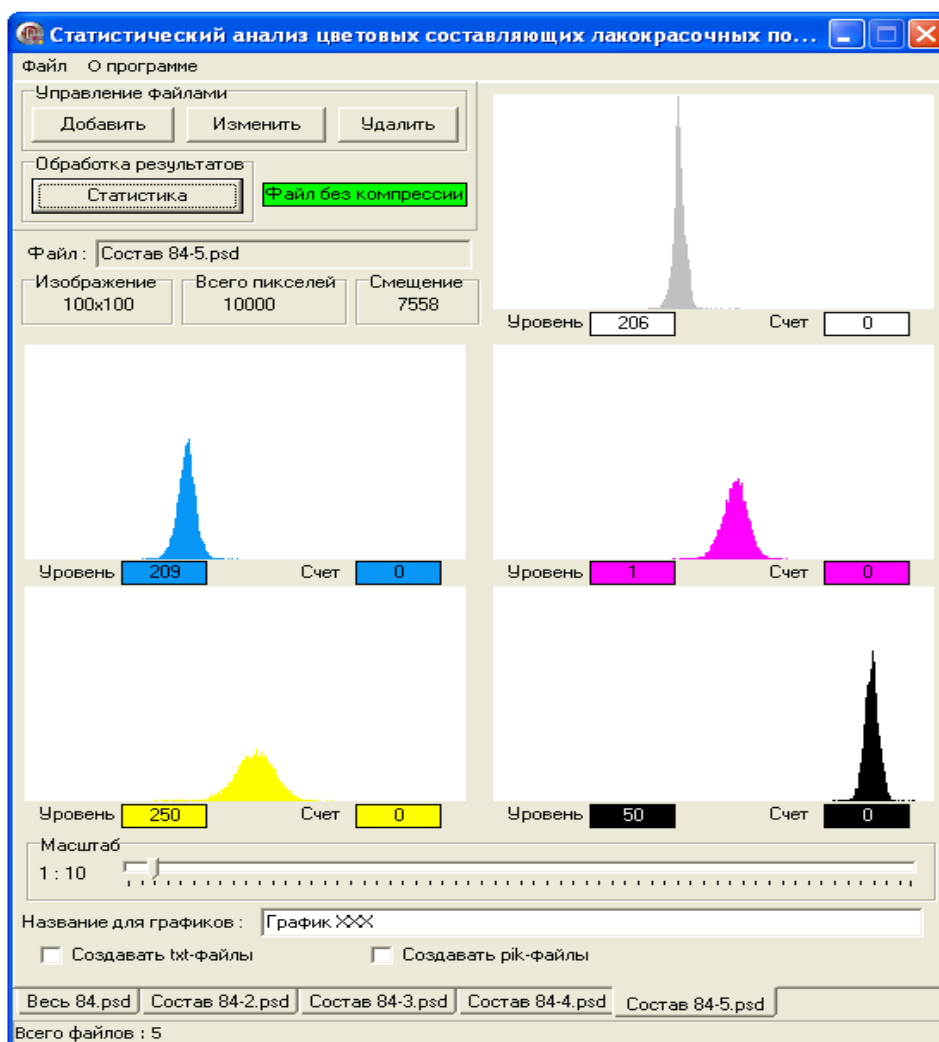 Статистический анализ цветовых составляющих лакокрасочных по...
Файл О программе
Управление файлами
Добавить Изменить Удалить
Обработка результатов
Статистика Файл без компрессии
Файл : Состав 84-5.psd
Изображение Всего пикселей Смещение
100x100 10000 7558
Уровень 206 Счет 0
Уровень 209 Счет 0 Уровень 1 Счет 0
Уровень 250 Счет 0 Уровень 50 Счет 0
Масштаб
1 : 10
Название для графиков : График XXX
Создавать txt-файлы Создавать pik-файлы
Весь 84.psd Состав 84-2.psd Состав 84-3.psd Состав 84-4.psd Состав 84-5.psd
Всего файлов : 5